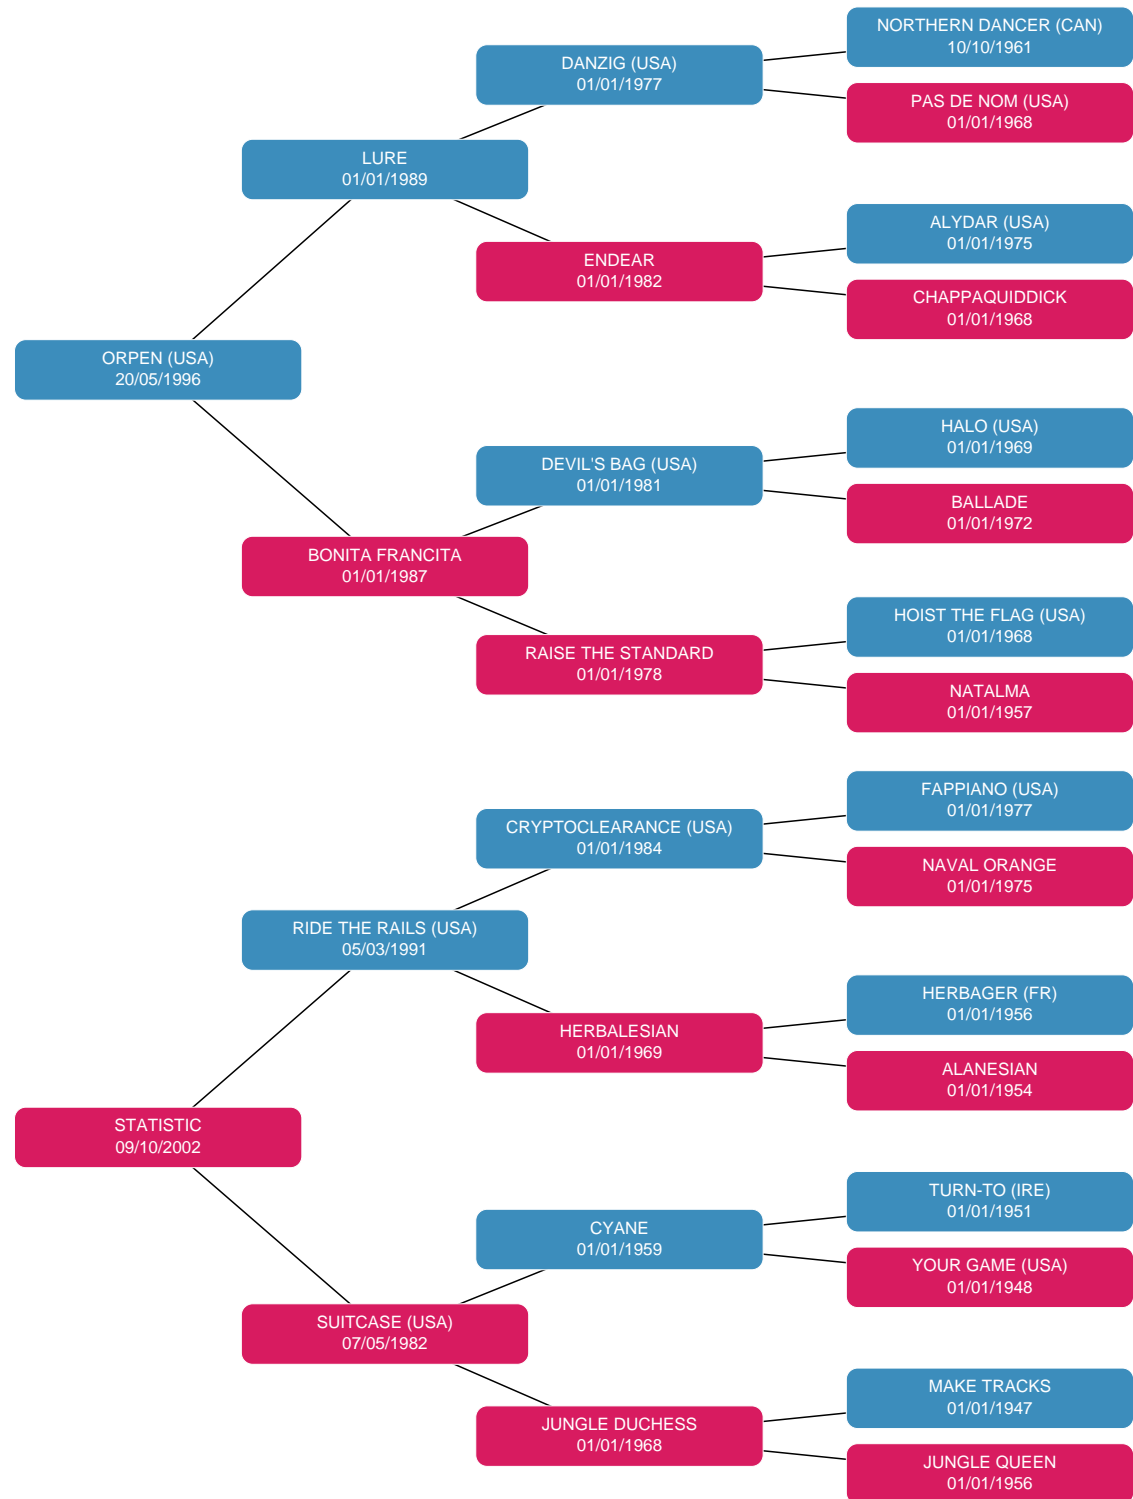 NORTHERN DANCER (CAN)
10/10/1961
DANZIG (USA)
01/01/1977
PAS DE NOM (USA)
01/01/1968
LURE
01/01/1989
ALYDAR (USA)
01/01/1975
ENDEAR
01/01/1982
CHAPPAQUIDDICK
01/01/1968
ORPEN (USA)
20/05/1996
HALO (USA)
01/01/1969
DEVIL'S BAG (USA)
01/01/1981
BALLADE
01/01/1972
BONITA FRANCITA
01/01/1987
HOIST THE FLAG (USA)
01/01/1968
RAISE THE STANDARD
01/01/1978
NATALMA
01/01/1957
FAPPIANO (USA)
01/01/1977
CRYPTOCLEARANCE (USA)
01/01/1984
NAVAL ORANGE
01/01/1975
RIDE THE RAILS (USA)
05/03/1991
HERBAGER (FR)
01/01/1956
HERBALESIAN
01/01/1969
ALANESIAN
01/01/1954
STATISTIC
09/10/2002
TURN-TO (IRE)
01/01/1951
CYANE
01/01/1959
YOUR GAME (USA)
01/01/1948
SUITCASE (USA)
07/05/1982
MAKE TRACKS
01/01/1947
JUNGLE DUCHESS
01/01/1968
JUNGLE QUEEN
01/01/1956